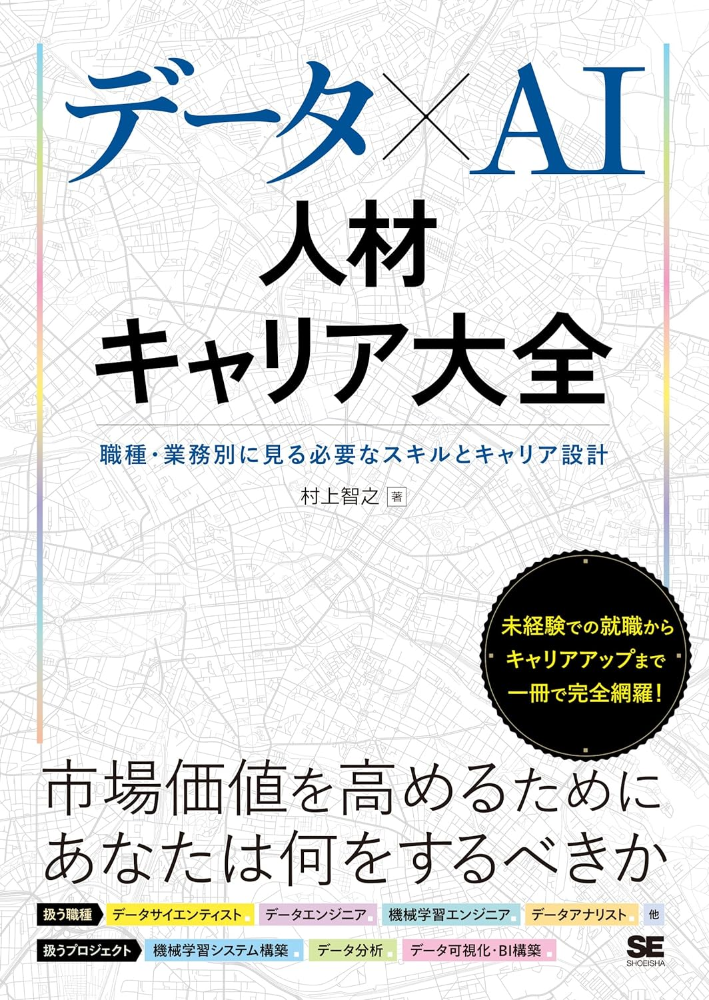 データ×AI
人材
キャリア大全
職種・業務別に見る必要なスキルとキャリア設計
村上智之 著
未経験での就職から
キャリアアップまで
一冊で完全網羅！
市場価値を高めるために
あなたは何をするべきか
扱う職種 データサイエンティスト データエンジニア 機械学習エンジニア データアナリスト 他
扱うプロジェクト 機械学習システム構築 データ分析 データ可視化・BI構築
SE
SHOEISHA